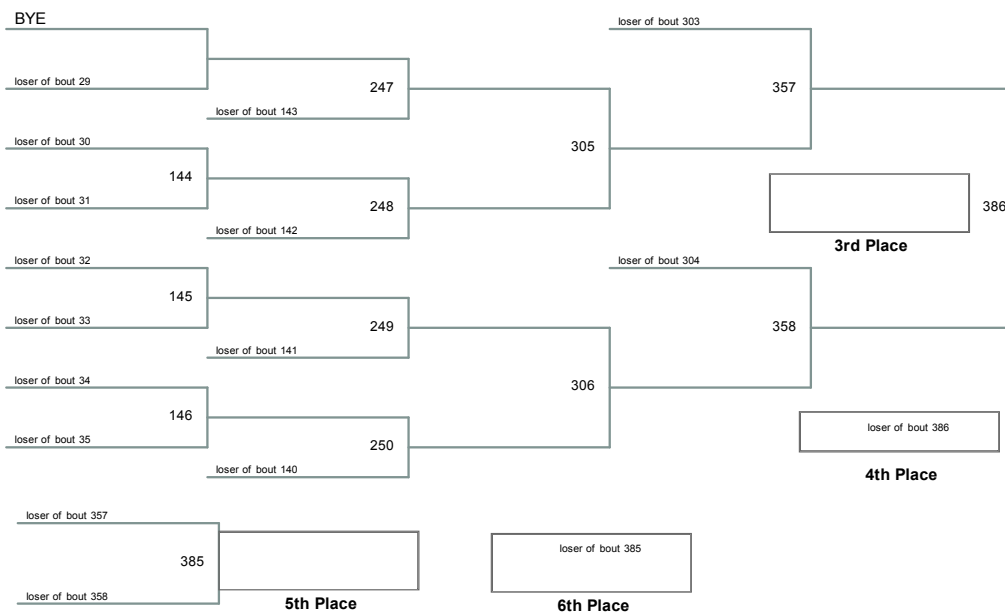 BYE
loser of bout 303
loser of bout 29
247
357
loser of bout 143
loser of bout 30
305
144
loser of bout 31
248
386
loser of bout 142
3rd Place
loser of bout 32
loser of bout 304
145
loser of bout 33
249
358
loser of bout 141
loser of bout 34
306
146
loser of bout 35
250
loser of bout 386
loser of bout 140
4th Place
loser of bout 357
385
loser of bout 385
loser of bout 358
5th Place
6th Place